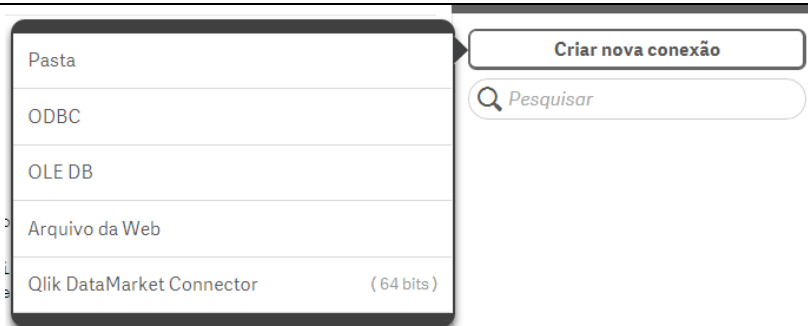 Criar nova conexão
Pesquisar
Pasta
ODBC
OLE DB
Arquivo da Web
Qlik DataMarket Connector (64 bits)